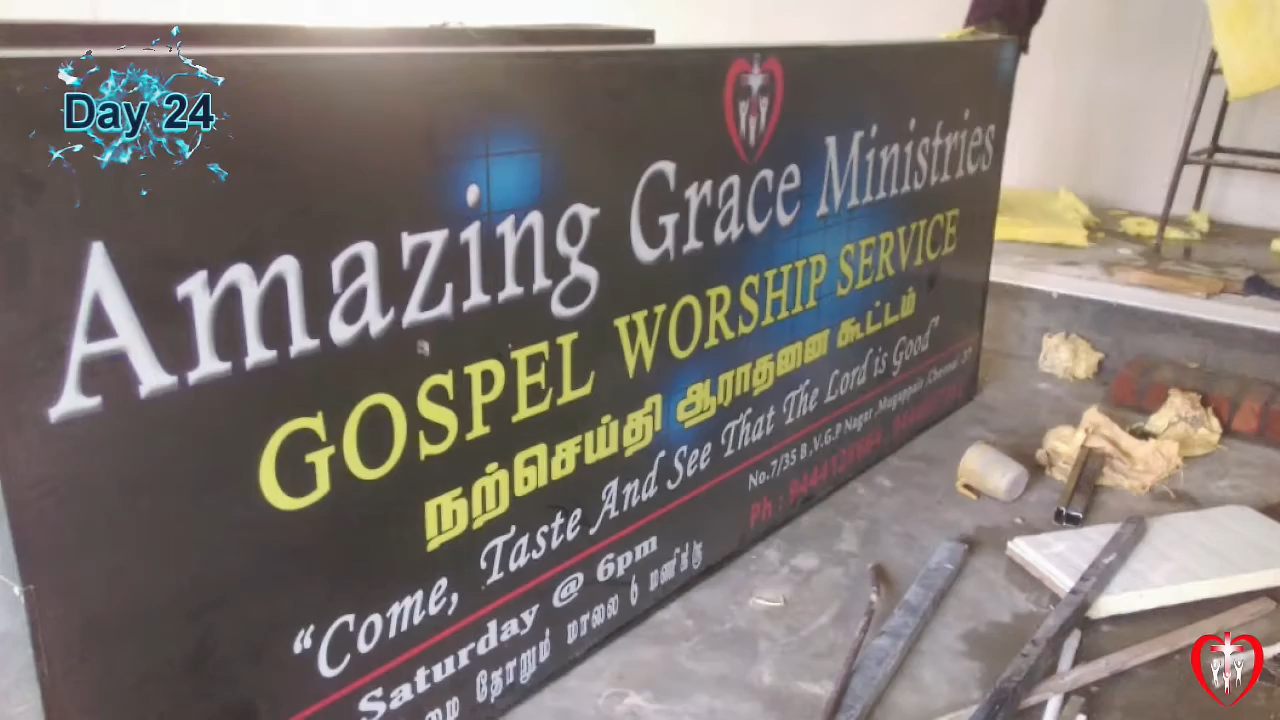 Day 24
Amazing Grace Ministries
GOSPEL WORSHIP SERVICE
நற்செய்தி ஆராதனை கூட்டம்
“Come, Taste And See That The Lord is Good”
No.7/35 B ,V.G.P Nagar ,Mugappair ,Chennai -37
Ph :
Saturday @ 6pm
தோறும் மாலை 6 மணிக்கு